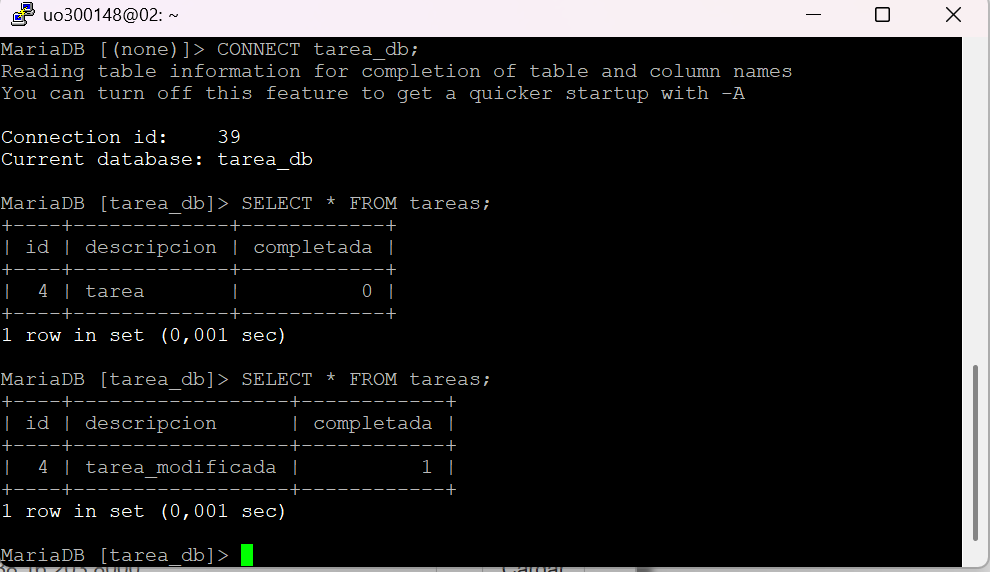 uo300148@02: ~
MariaDB [(none)]> CONNECT tarea_db;
Reading table information for completion of table and column names
You can turn off this feature to get a quicker startup with -A
Connection id:    39
Current database: tarea_db
MariaDB [tarea_db]> SELECT * FROM tareas;
+----+-------------+------------+
| id | descripcion | completada |
+----+-------------+------------+
|  4 | tarea       |          0 |
+----+-------------+------------+
1 row in set (0,001 sec)
MariaDB [tarea_db]> SELECT * FROM tareas;
+----+------------------+------------+
| id | descripcion      | completada |
+----+------------------+------------+
|  4 | tarea_modificada |          1 |
+----+------------------+------------+
1 row in set (0,001 sec)
MariaDB [tarea_db]>